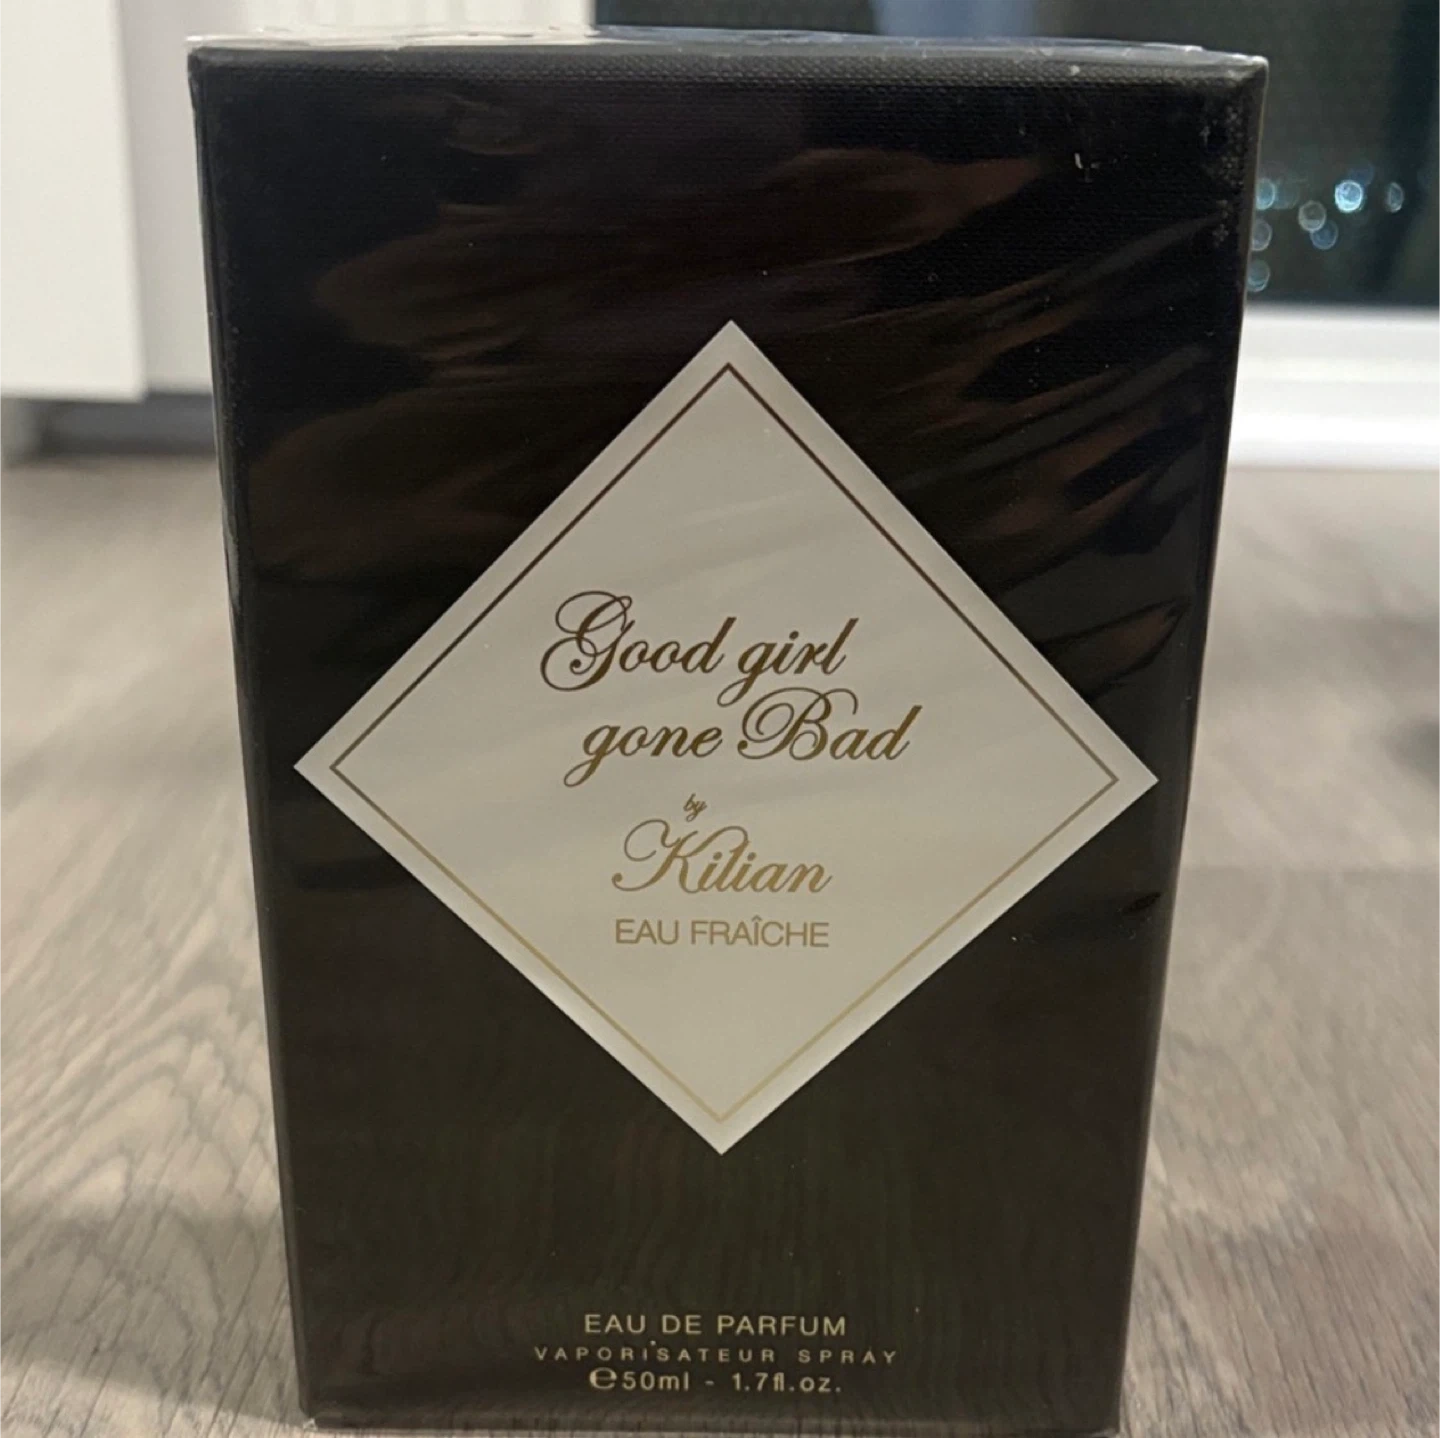 Good girl
gone Bad
by
Kilian
EAU FRAÎCHE
EAU DE PARFUM
VAPORISATEUR SPRAY
℮50ml - 1.7fl.oz.